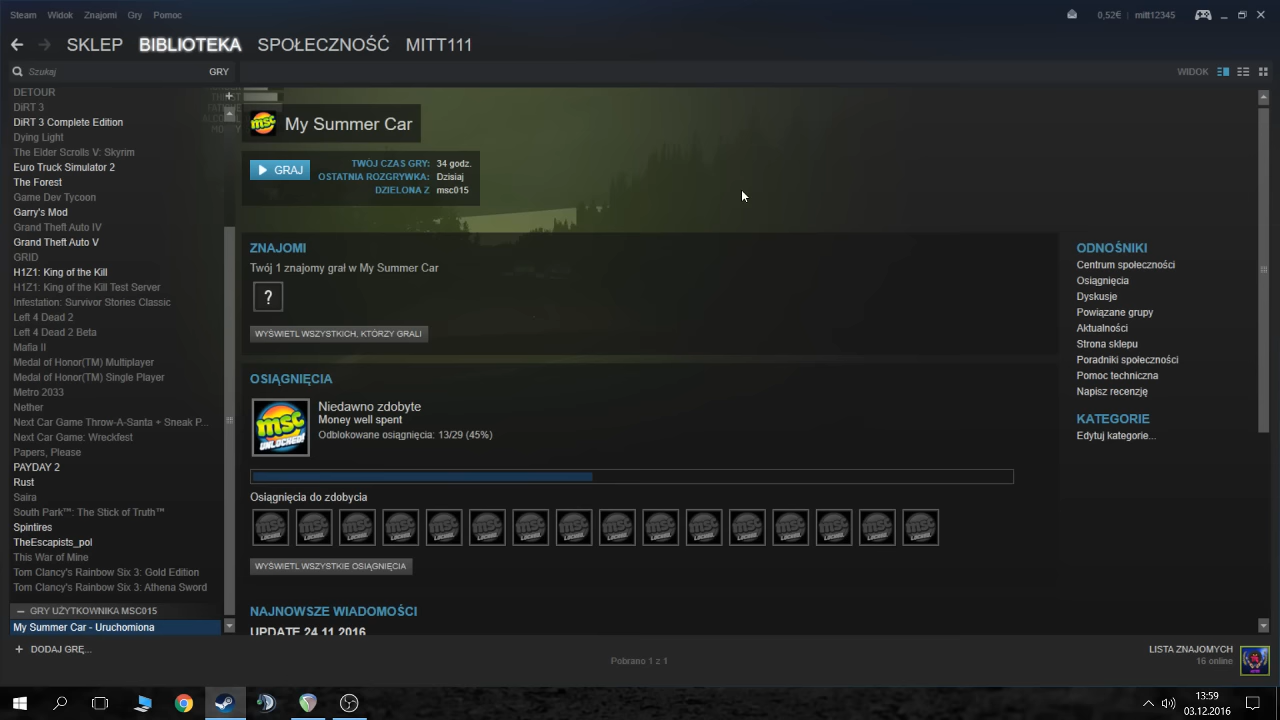 Steam Widok Znajomi Gry Pomoc
0,52€ mitt12345
SKLEP BIBLIOTEKA SPOŁECZNOŚĆ MITT111
Szukaj GRY
WIDOK
DETOUR
DiRT 3
DiRT 3 Complete Edition
Dying Light
The Elder Scrolls V: Skyrim
Euro Truck Simulator 2
The Forest
Game Dev Tycoon
Garry's Mod
Grand Theft Auto IV
Grand Theft Auto V
GRID
H1Z1: King of the Kill
H1Z1: King of the Kill Test Server
Infestation: Survivor Stories Classic
Left 4 Dead 2
Left 4 Dead 2 Beta
Mafia II
Medal of Honor(TM) Multiplayer
Medal of Honor(TM) Single Player
Metro 2033
Nether
Next Car Game Throw-A-Santa + Sneak P...
Next Car Game: Wreckfest
Papers, Please
PAYDAY 2
Rust
Saira
South Park™: The Stick of Truth™
Spintires
TheEscapists_pol
This War of Mine
Tom Clancy's Rainbow Six 3: Gold Edition
Tom Clancy's Rainbow Six 3: Athena Sword
GRY UŻYTKOWNIKA MSC015
My Summer Car - Uruchomiona
+ DODAJ GRĘ...
msc My Summer Car
GRAJ
TWÓJ CZAS GRY: 34 godz.
OSTATNIA ROZGRYWKA: Dzisiaj
DZIELONA Z msc015
ZNAJOMI
Twój 1 znajomy grał w My Summer Car
?
WYŚWIETL WSZYSTKICH, KTÓRZY GRALI
OSIĄGNIĘCIA
msc UNLOCKED!
Niedawno zdobyte
Money well spent
Odblokowane osiągnięcia: 13/29 (45%)
Osiągnięcia do zdobycia
WYŚWIETL WSZYSTKIE OSIĄGNIĘCIA
NAJNOWSZE WIADOMOŚCI
UPDATE 24.11.2016
ODNOŚNIKI
Centrum społeczności
Osiągnięcia
Dyskusje
Powiązane grupy
Aktualności
Strona sklepu
Poradniki społeczności
Pomoc techniczna
Napisz recenzję
KATEGORIE
Edytuj kategorie...
Pobrano 1 z 1
LISTA ZNAJOMYCH
16 online
13:59
03.12.2016